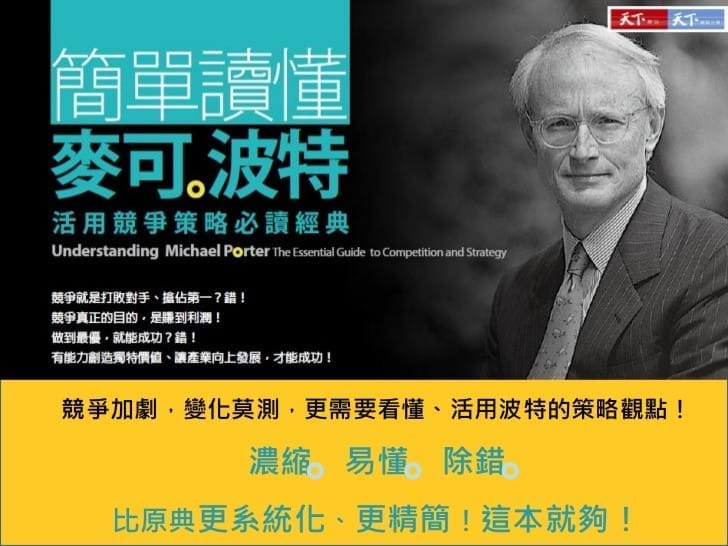 天下 天下
簡單讀懂
麥可。波特
活用競爭策略必讀經典
Understanding Michael Porter The Essential Guide to Competition and Strategy
競爭就是打敗對手、搶佔第一？錯！
競爭真正的目的，是賺到利潤！
做到最優，就能成功？錯！
有能力創造獨特價值、讓產業向上發展，才能成功！
競爭加劇，變化莫測，更需要看懂、活用波特的策略觀點！
濃縮。易懂。除錯。
比原典更系統化、更精簡！這本就夠！